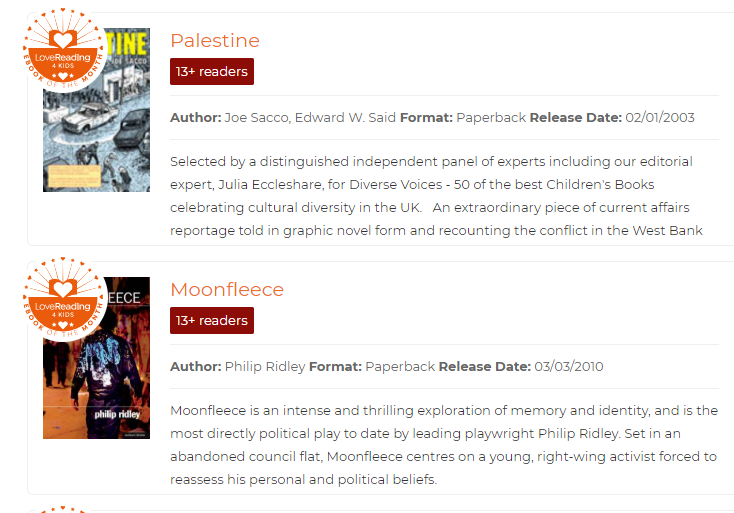 Palestine
13+ readers
Author: Joe Sacco, Edward W. Said Format: Paperback Release Date: 02/01/2003
Selected by a distinguished independent panel of experts including our editorial
expert, Julia Eccleshare, for Diverse Voices - 50 of the best Children's Books
celebrating cultural diversity in the UK. An extraordinary piece of current affairs
reportage told in graphic novel form and recounting the conflict in the West Bank
LoveReading
4 KIDS
EBOOK OF THE MONTH
TINE
JOE SACCO
Moonfleece
13+ readers
Author: Philip Ridley Format: Paperback Release Date: 03/03/2010
Moonfleece is an intense and thrilling exploration of memory and identity, and is the
most directly political play to date by leading playwright Philip Ridley. Set in an
abandoned council flat, Moonfleece centres on a young, right-wing activist forced to
reassess his personal and political beliefs.
LoveReading
4 KIDS
EBOOK OF THE MONTH
EECE
philip ridley